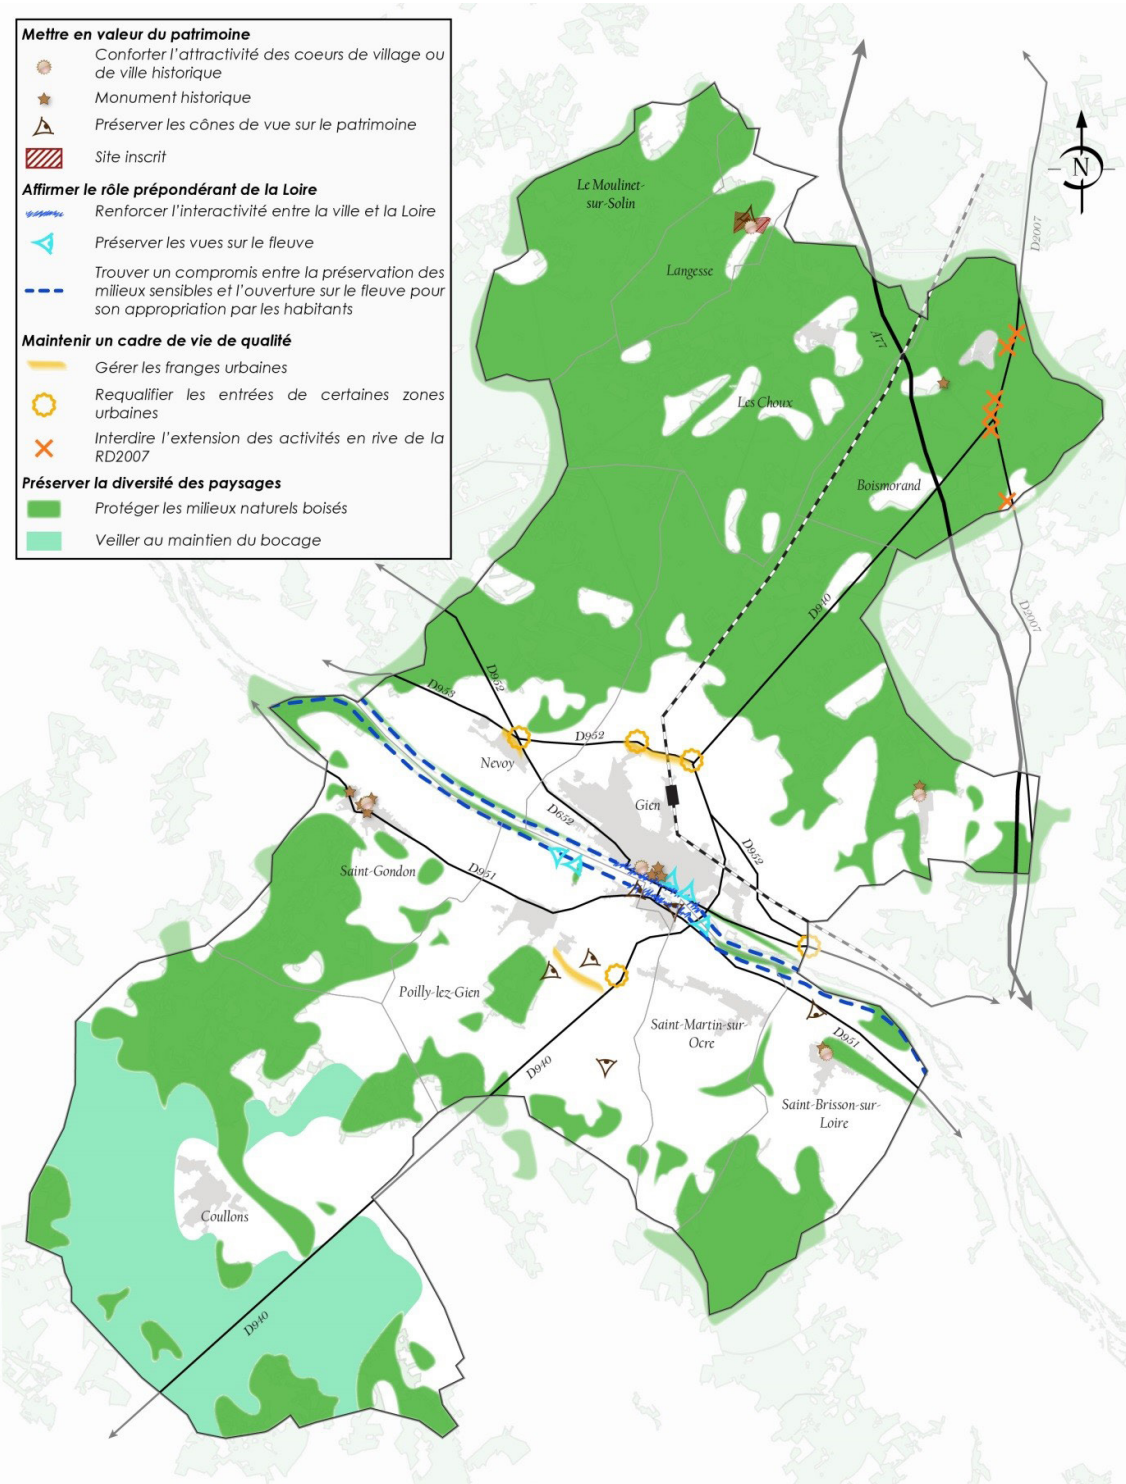 Mettre en valeur du patrimoine
Conforter l'attractivité des coeurs de village ou
de ville historique
Monument historique
Préserver les cônes de vue sur le patrimoine
Site inscrit
Affirmer le rôle prépondérant de la Loire
Renforcer l'interactivité entre la ville et la Loire
Préserver les vues sur le fleuve
Trouver un compromis entre la préservation des
milieux sensibles et l'ouverture sur le fleuve pour
son appropriation par les habitants
Maintenir un cadre de vie de qualité
Gérer les franges urbaines
Requalifier les entrées de certaines zones
urbaines
Interdire l'extension des activités en rive de la
RD2007
Préserver la diversité des paysages
Protéger les milieux naturels boisés
Veiller au maintien du bocage
N
D2007
Le Moulinet-
sur-Solin
Langesse
A77
Les Choux
Boismorand
D940
D2007
D952
D953
D952
Nevoy
Gien
D652
D952
Saint-Gondon
D951
Poilly-lez-Gien
Saint-Martin-sur
Ocre
D951
D940
Saint-Brisson-sur-
Loire
Coullons
D940